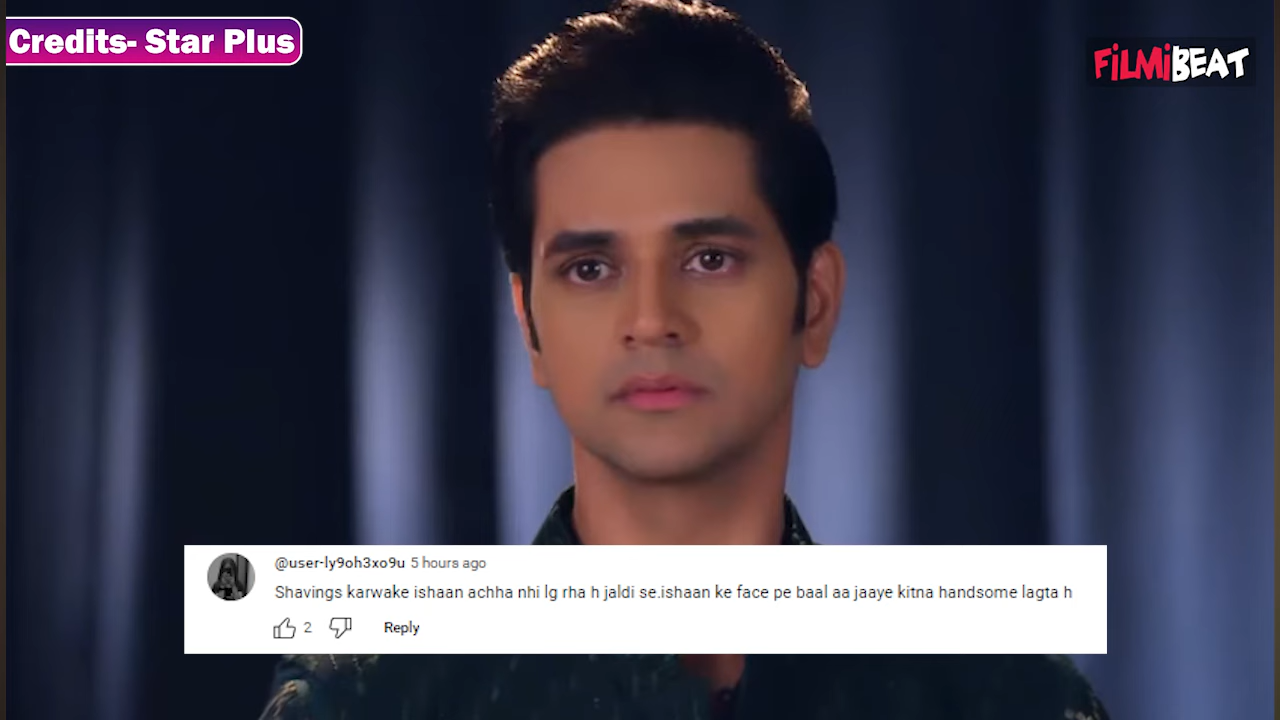 Credits- Star Plus
FiLMiBEAT
@user-ly9oh3xo9u 5 hours ago
Shavings karwake ishaan achha nhi lg rha h jaldi se.ishaan ke face pe baal aa jaaye kitna handsome lagta h
2
Reply